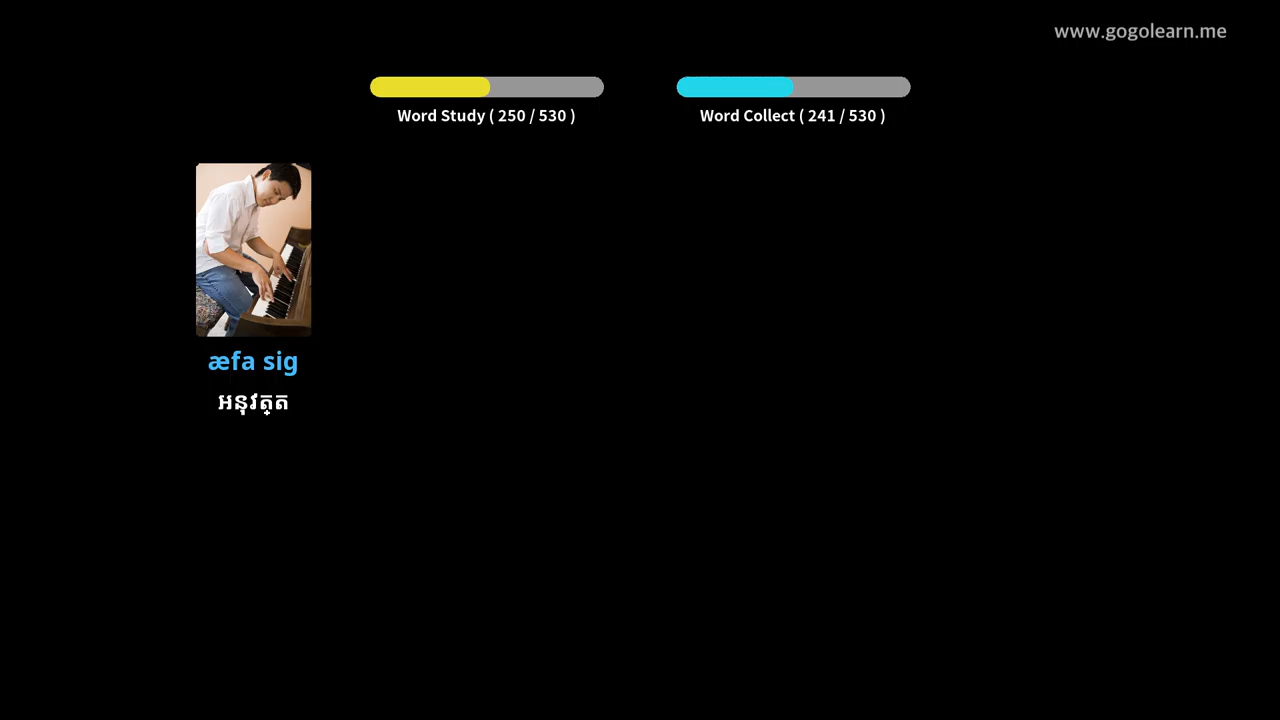 www.gogolearn.me
Word Study ( 250 / 530 )
Word Collect ( 241 / 530 )
æfa sig
អនុវត្ត